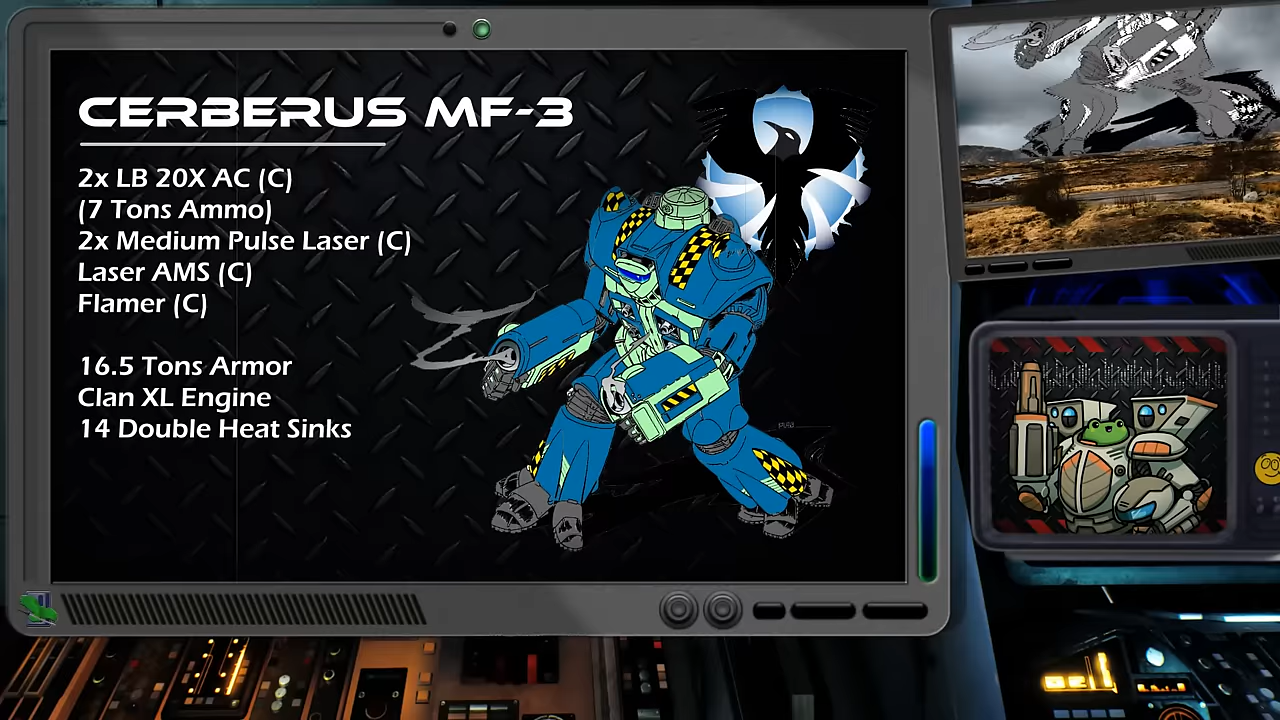 CERBERUS MF-3
2x LB 20X AC (C)
(7 Tons Ammo)
2x Medium Pulse Laser (C)
Laser AMS (C)
Flamer (C)
16.5 Tons Armor
Clan XL Engine
14 Double Heat Sinks